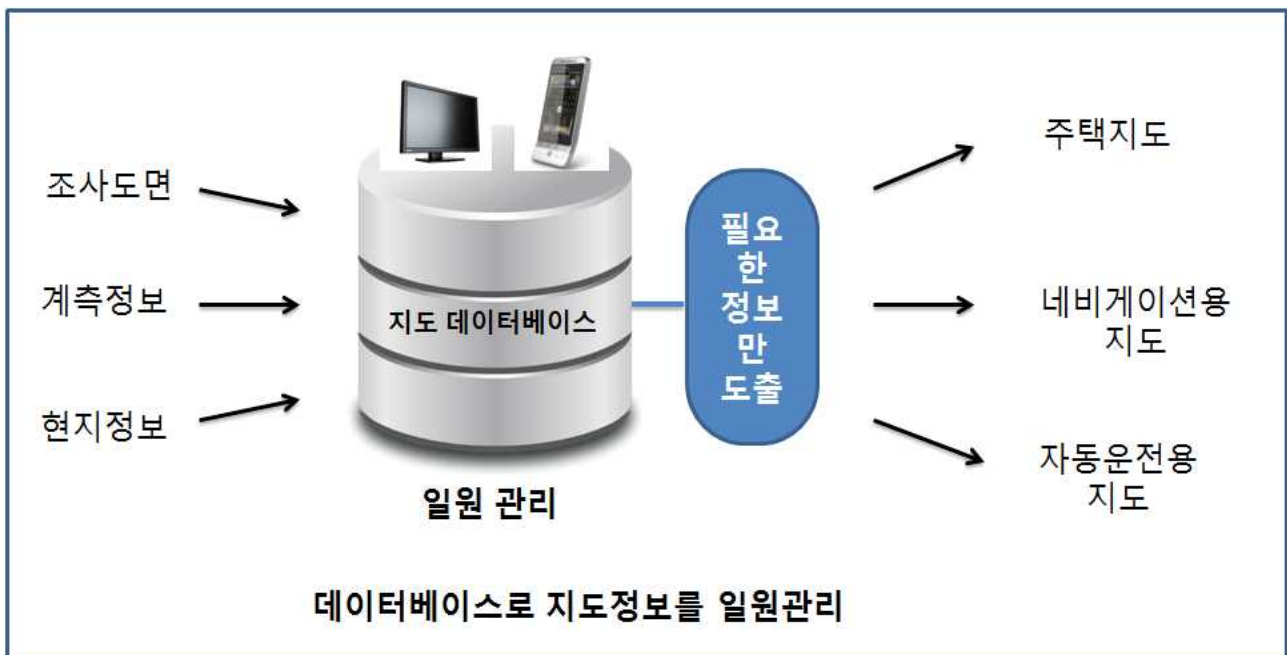 조사도면
계측정보
현지정보
지도 데이터베이스
일원 관리
필요
한
정보
만
도출
주택지도
네비게이션용
지도
자동운전용
지도
데이터베이스로 지도정보를 일원관리